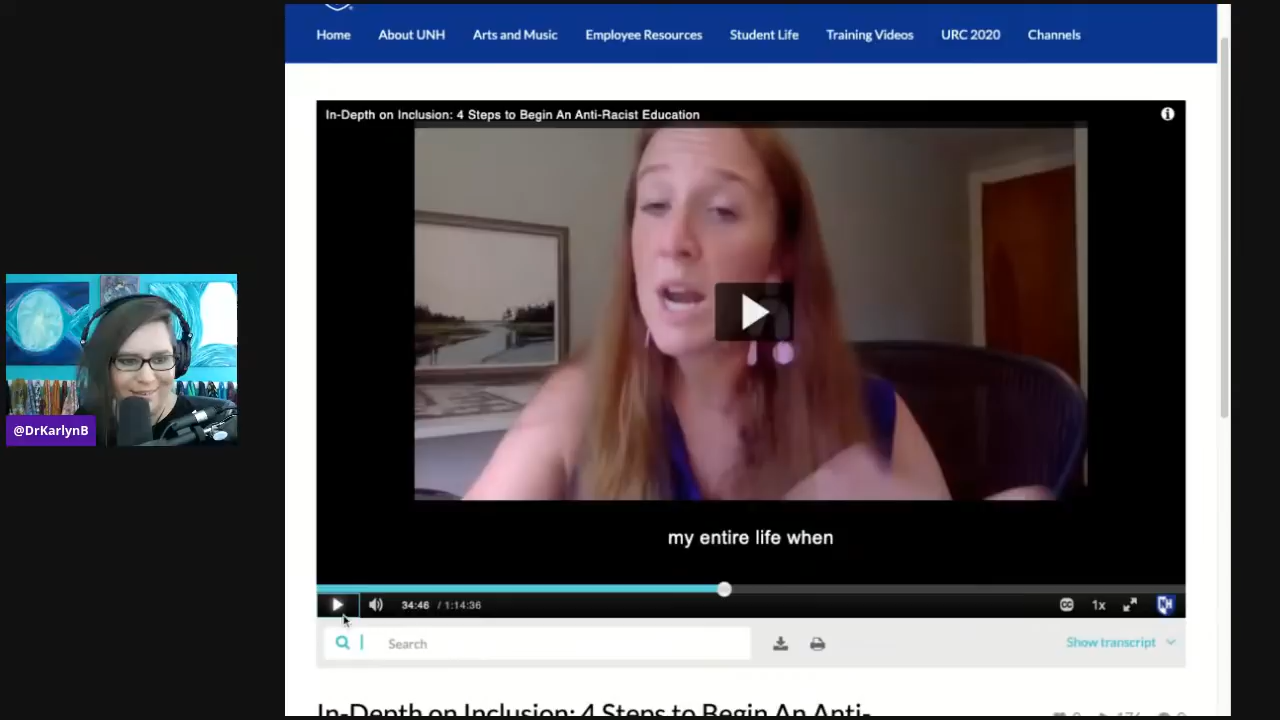 Home About UNH Arts and Music Employee Resources Student Life Training Videos URC 2020 Channels
In-Depth on Inclusion: 4 Steps to Begin An Anti-Racist Education
@DrKarlynB
my entire life when
34:46 / 1:14:36
CC 1x
Search
Show transcript
In-Depth on Inclusion: 4 Steps to Begin An Anti-